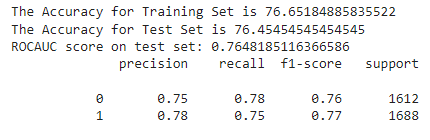 The Accuracy for Training Set is 76.65184885835522
The Accuracy for Test Set is 76.45454545454545
ROCAUC score on test set: 0.7648185116366586
precision recall f1-score support
0 0.75 0.78 0.76 1612
1 0.78 0.75 0.77 1688